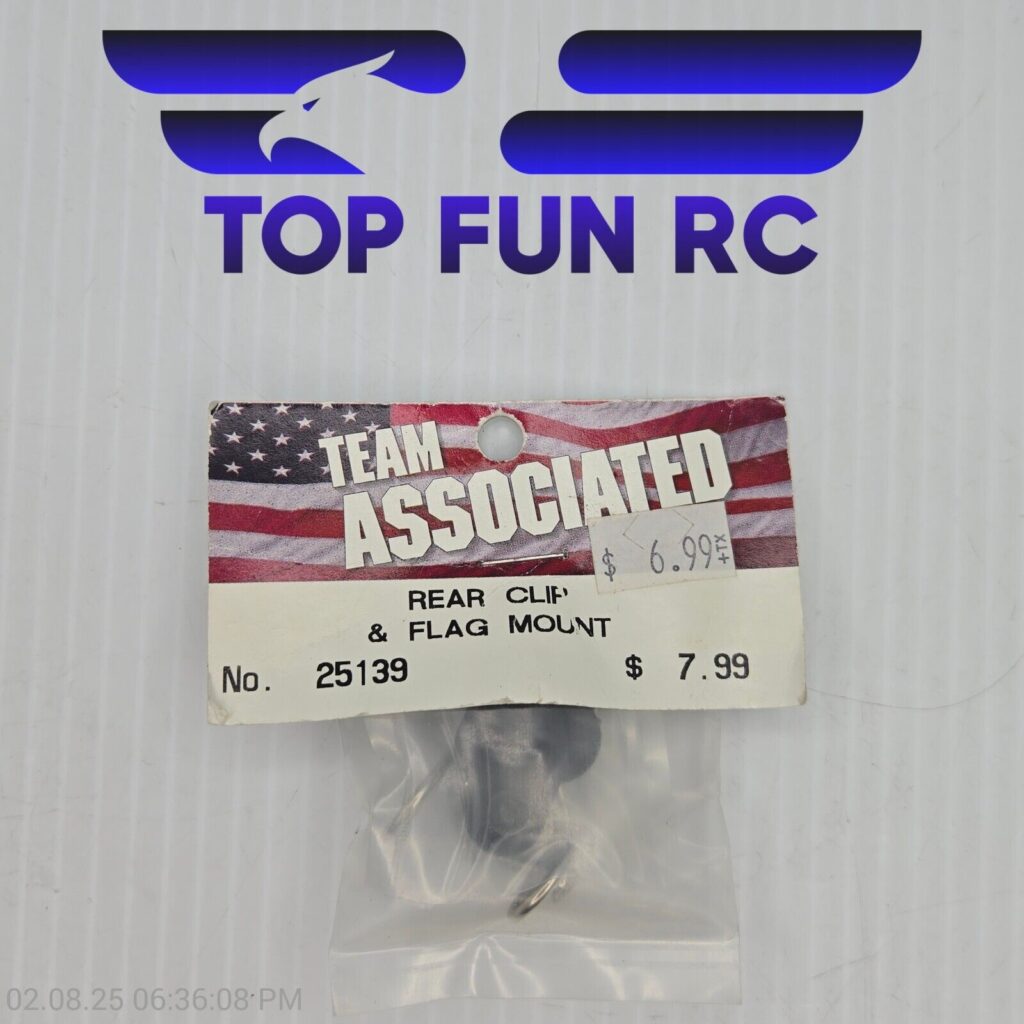 TOP FUN RC
TEAM
ASSOCIATED
$ 6.99 +TX
REAR CLIP
& FLAG MOUNT
No. 25139 $ 7.99
02.08.25 06:36:08 PM